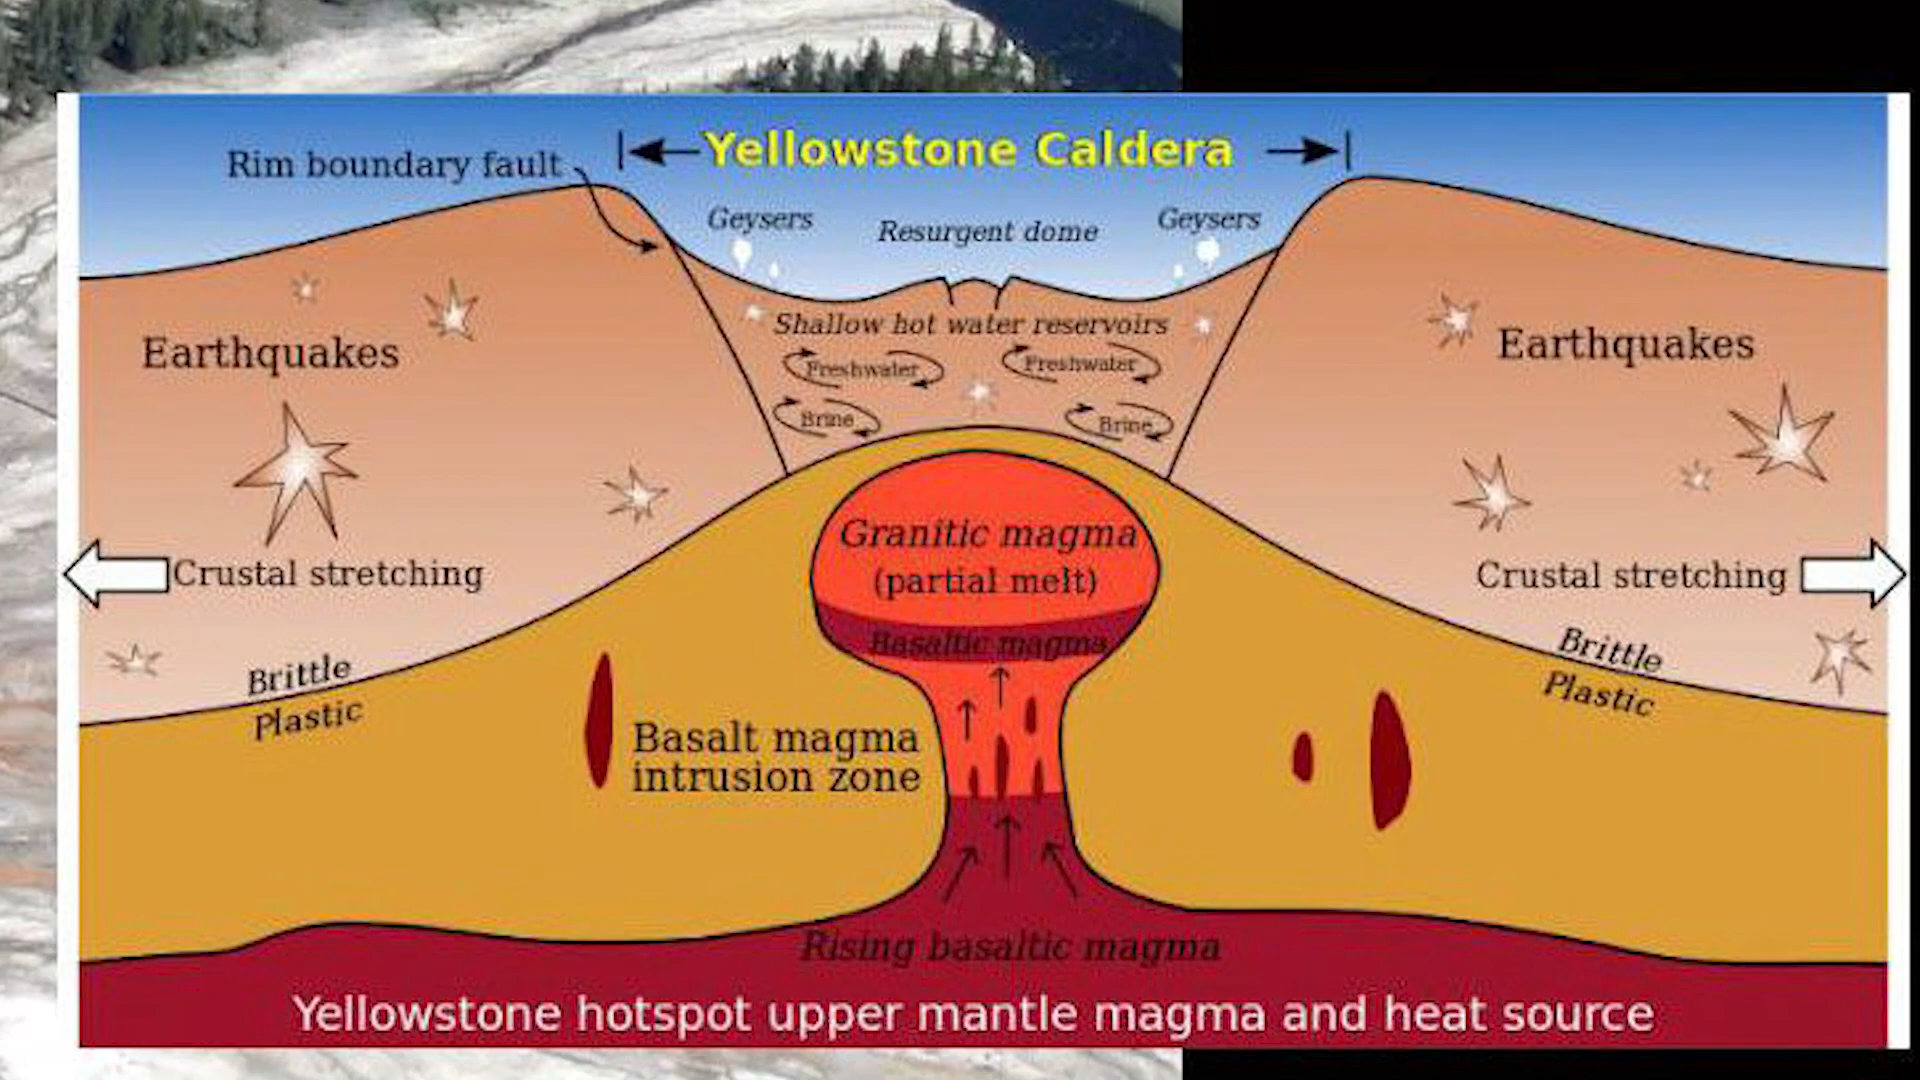 Yellowstone Caldera
Rim boundary fault
Geysers
Resurgent dome
Geysers
Shallow hot water reservoirs
Freshwater
Freshwater
Brine
Brine
Earthquakes
Earthquakes
Granitic magma
(partial melt)
Basaltic magma
Crustal stretching
Crustal stretching
Brittle
Plastic
Brittle
Plastic
Basalt magma
intrusion zone
Rising basaltic magma
Yellowstone hotspot upper mantle magma and heat source